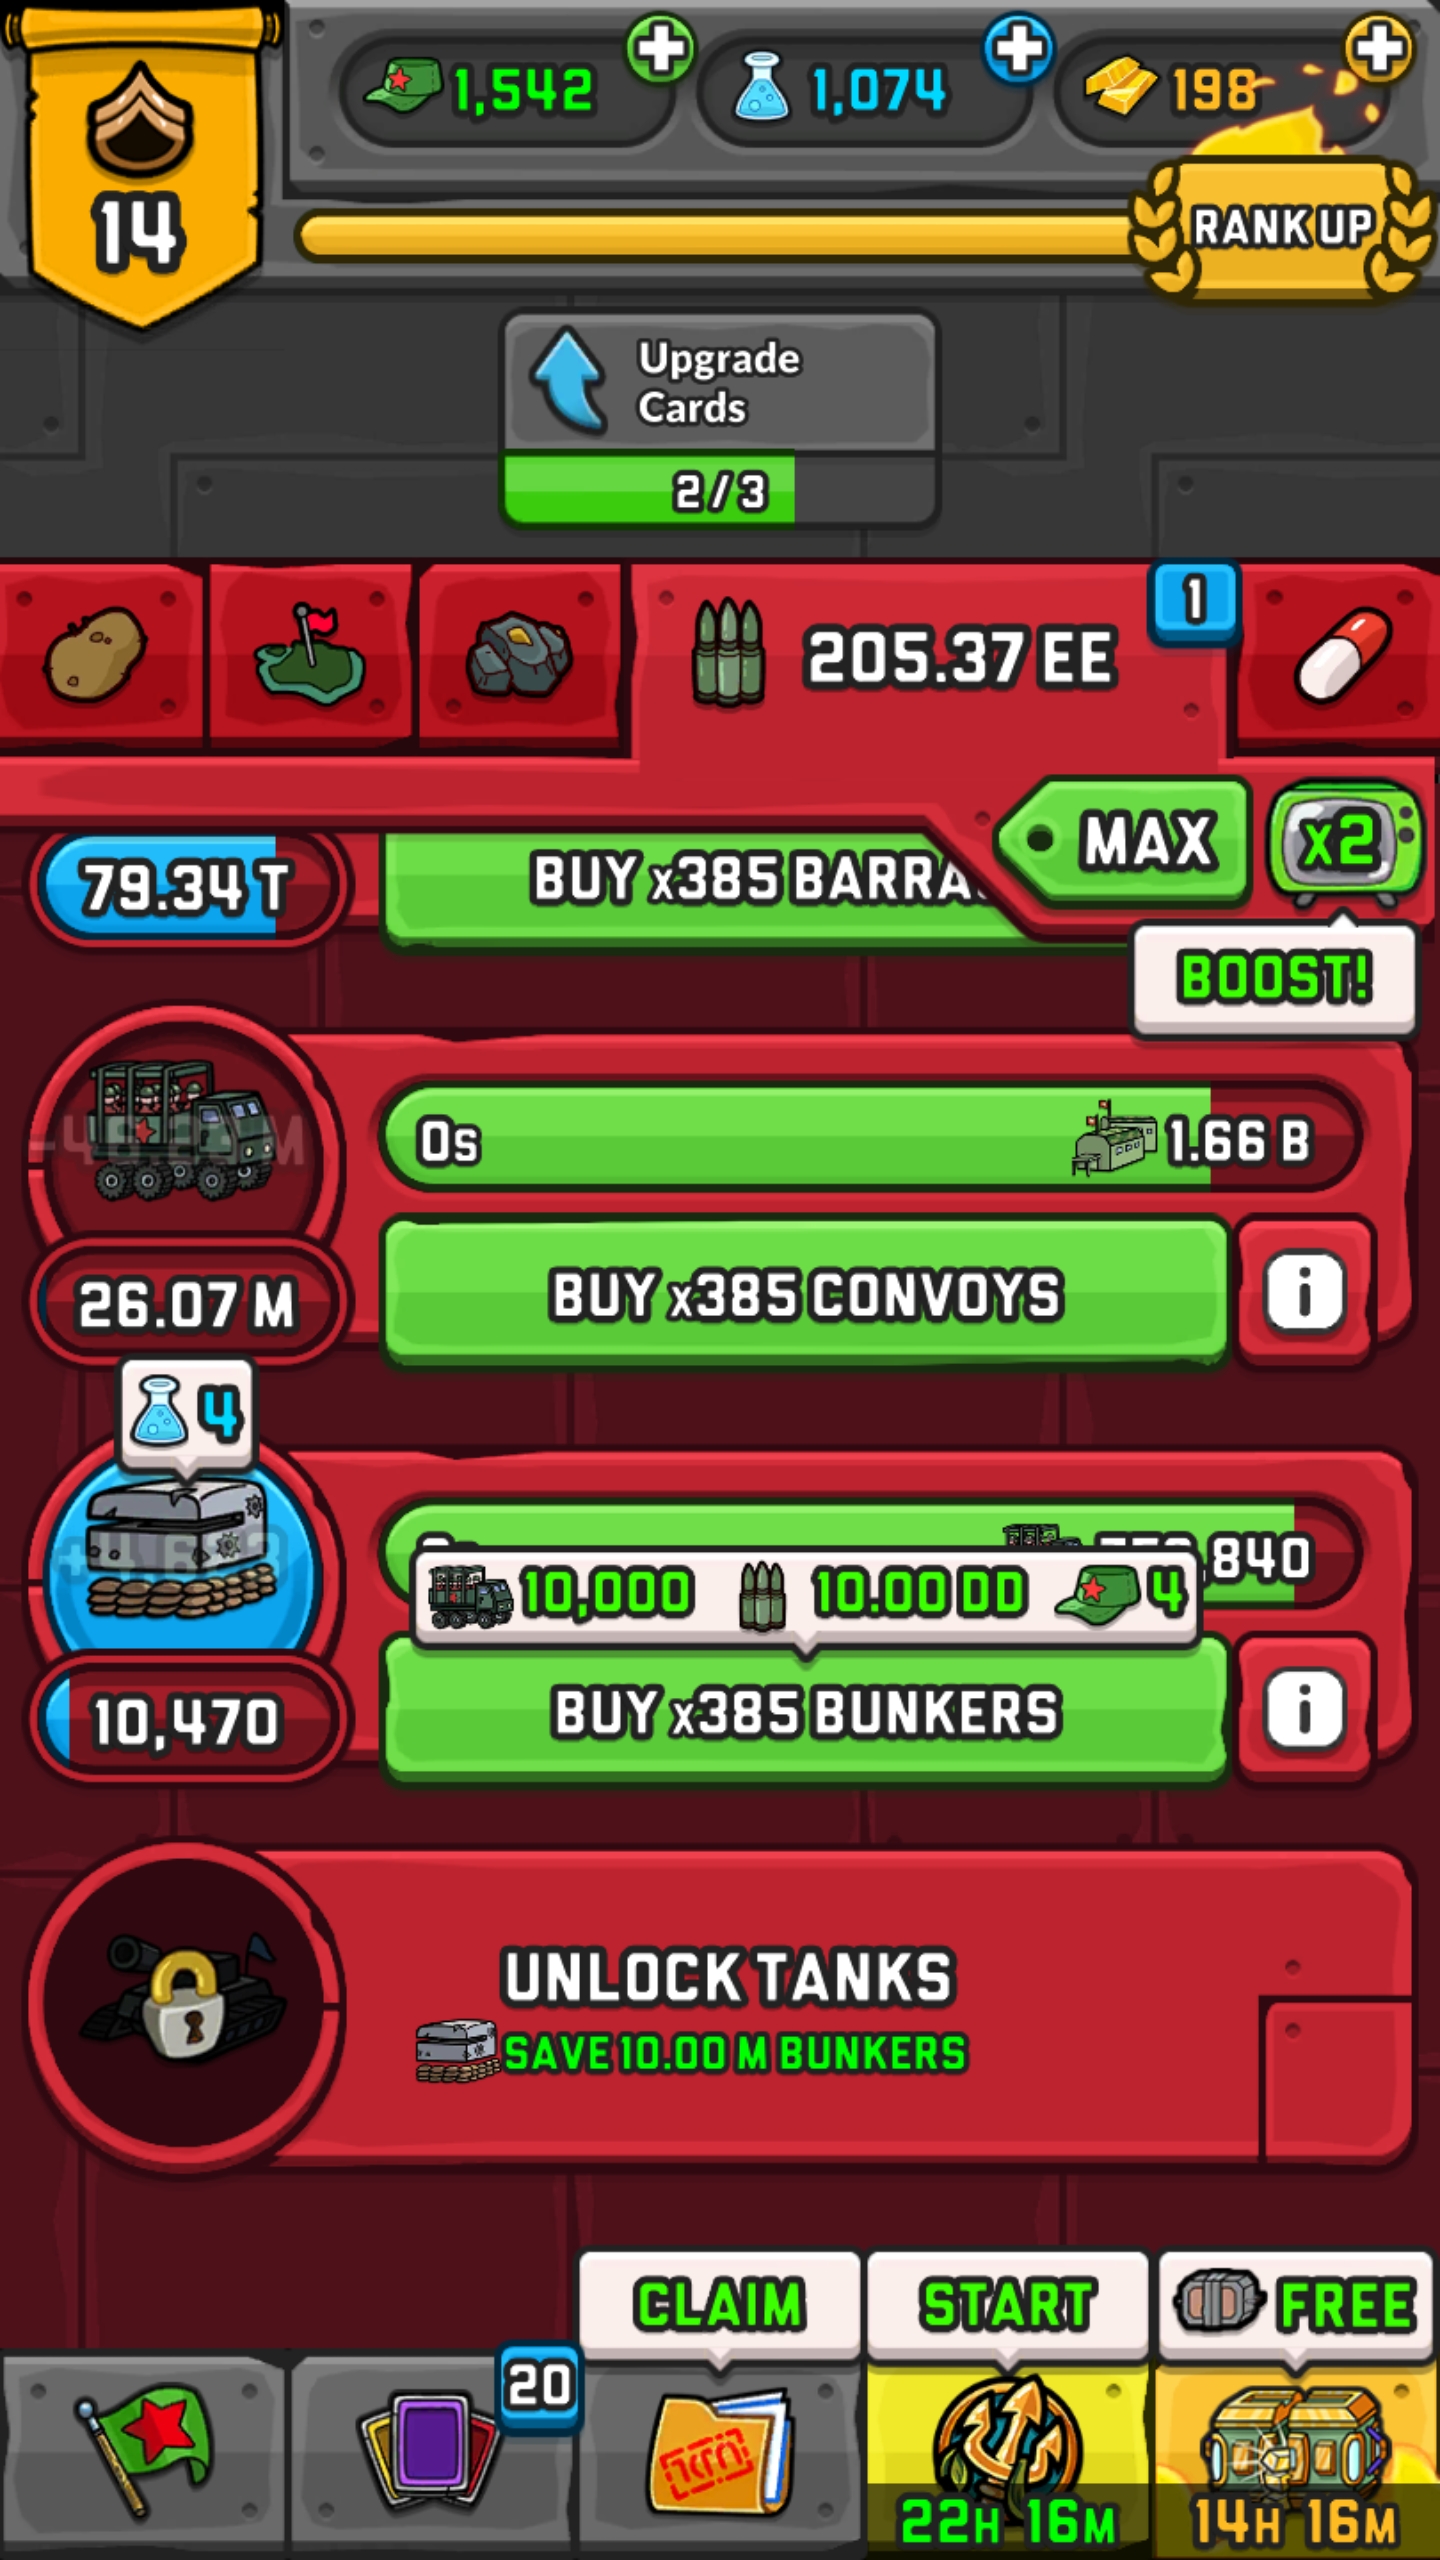 1,542
1,074
198
14
RANK UP
Upgrade
Cards
2/3
205.37 EE
1
MAX
x2
79.34 T
BUY x385
BOOST!
0s
1.66 B
26.07 M
BUY x385 CONVOYS
i
4
840
10,000
10.00 DD
4
10,470
BUY x385 BUNKERS
i
UNLOCK TANKS
SAVE 10.00 M BUNKERS
CLAIM
START
FREE
20
22H 16M
14H 16M